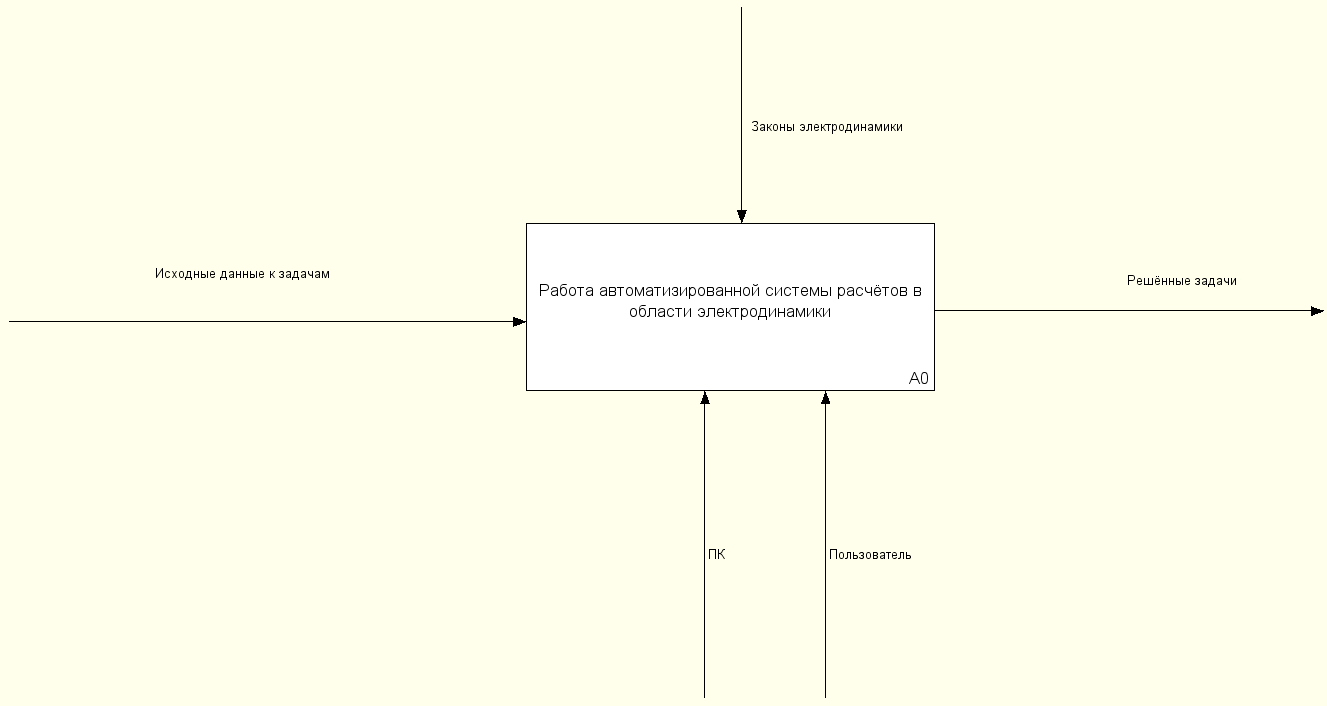 Законы электродинамики
Исходные данные к задачам
Работа автоматизированной системы расчётов в
области электродинамики
Решённые задачи
A0
ПК
Пользователь